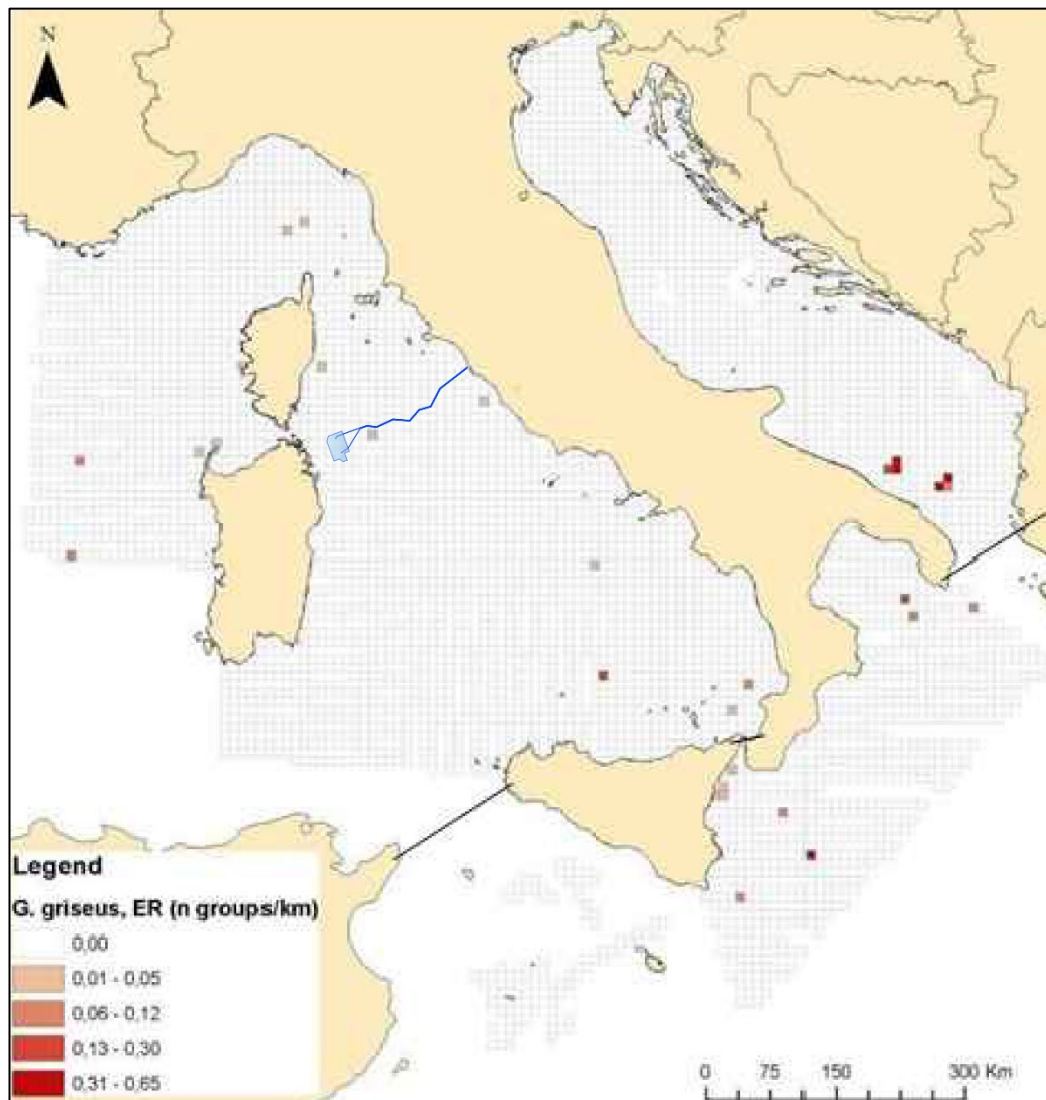 N
Legend
G. griseus, ER (n groups/km)
0,00
0,01 - 0,05
0,06 - 0,12
0,13 - 0,30
0,31 - 0,65
0 75 150 300 Km